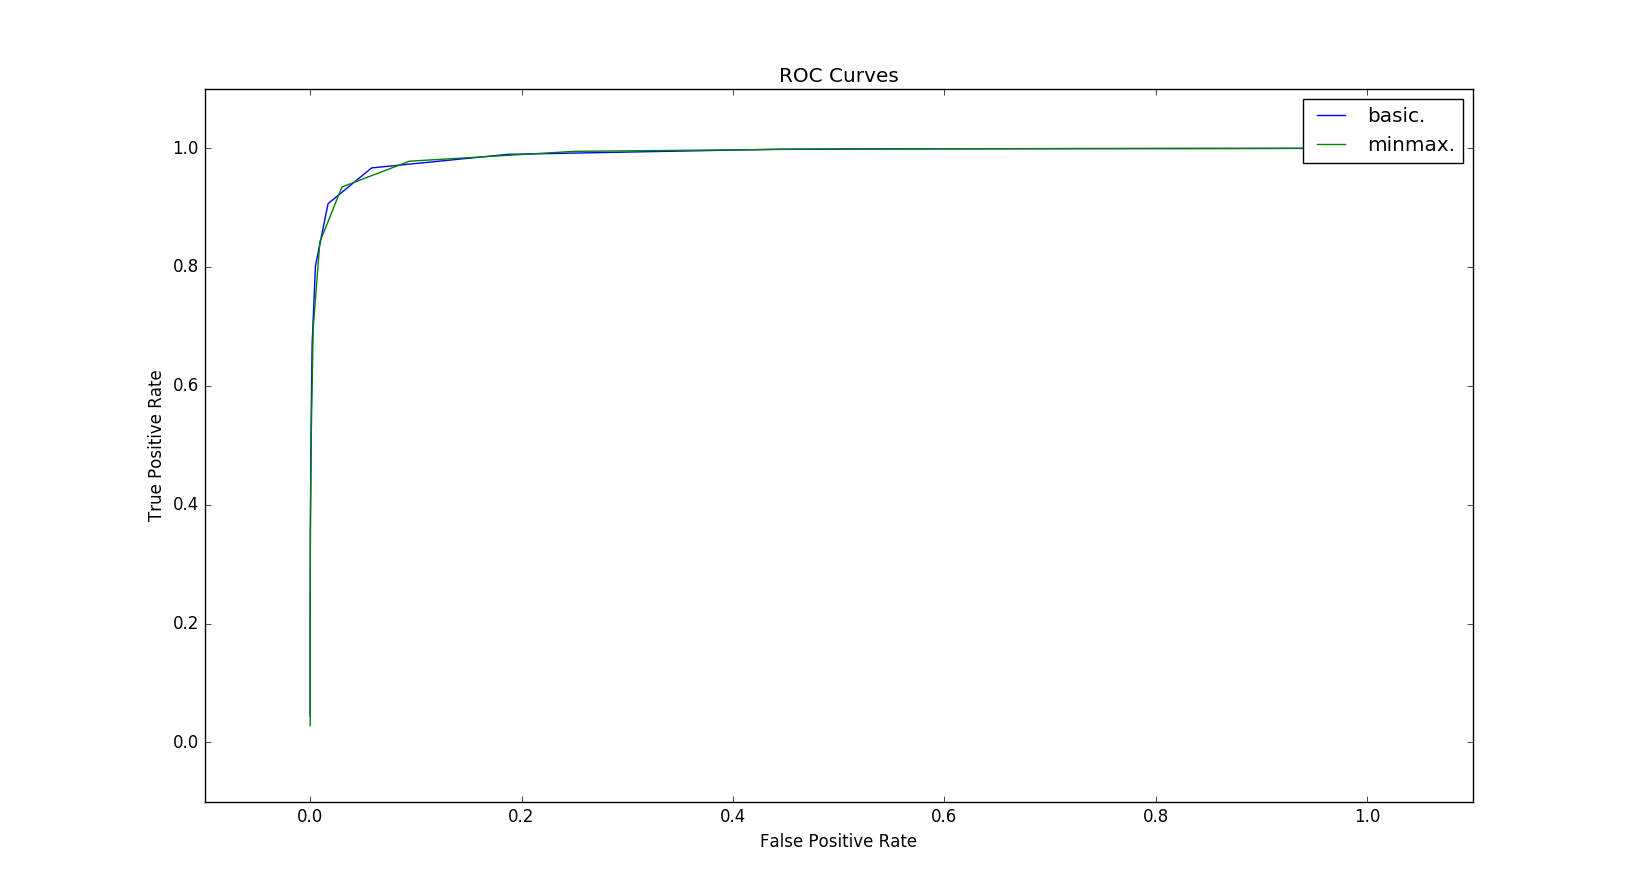 ROC Curves
basic.
minmax.
1.0
0.8
0.6
0.4
0.2
0.0
True Positive Rate
0.0 0.2 0.4 0.6 0.8 1.0
False Positive Rate